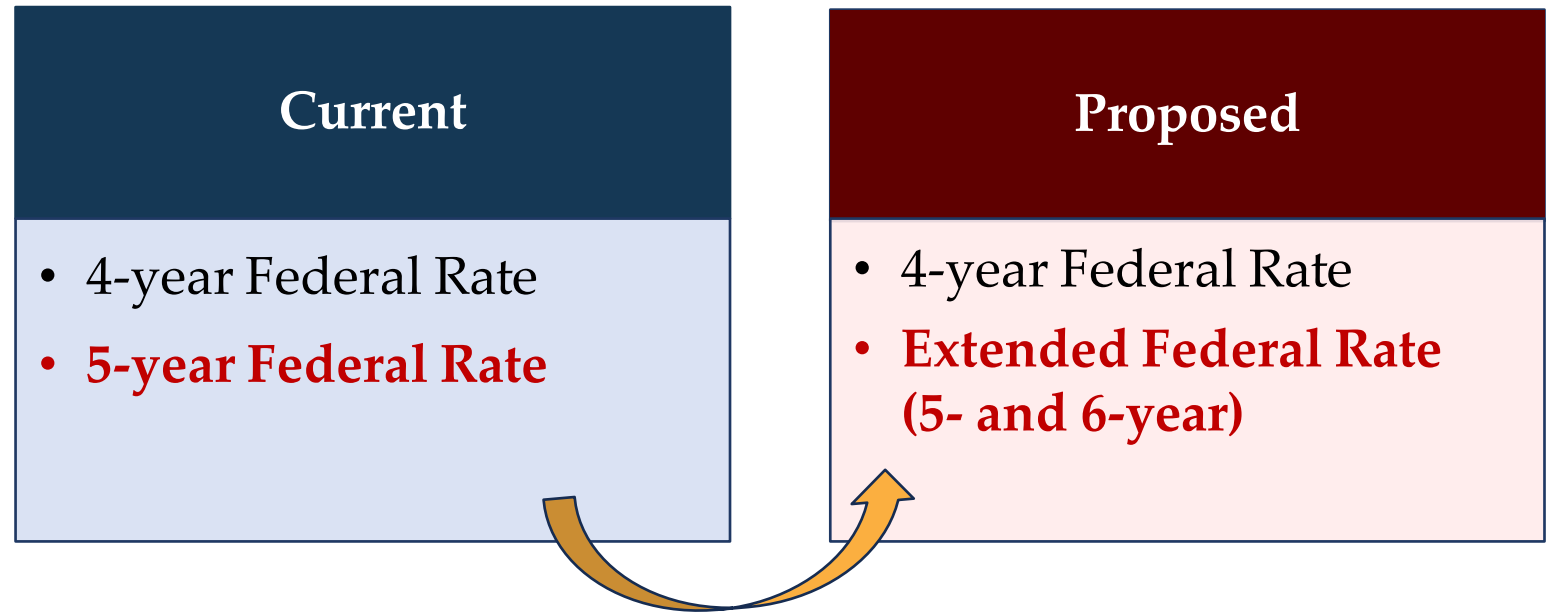 Current
• 4-year Federal Rate
• 5-year Federal Rate
Proposed
• 4-year Federal Rate
• Extended Federal Rate
(5- and 6-year)